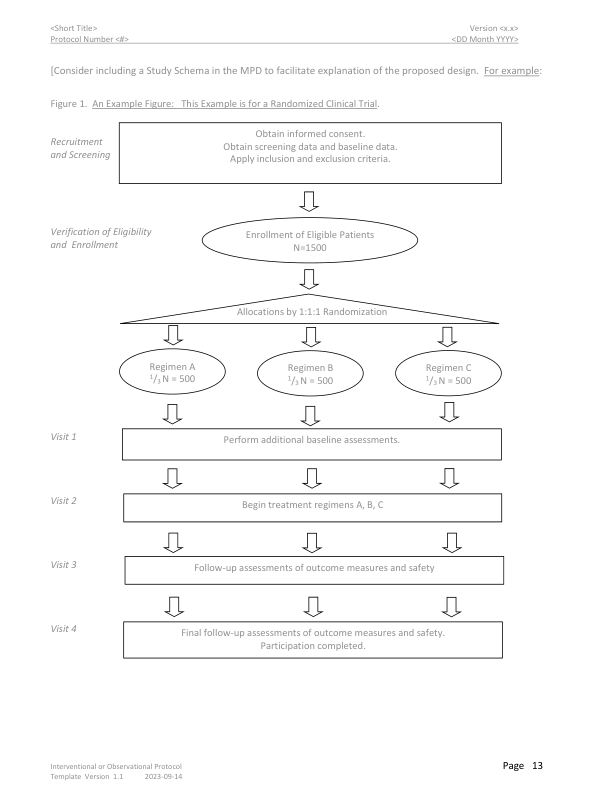 <Short Title>
Version <x.x>
Protocol Number <#>
<DD Month YYYY>
[Consider including a Study Schema in the MPD to facilitate explanation of the proposed design.  For example:
Figure 1.  An Example Figure:   This Example is for a Randomized Clinical Trial.
Recruitment
and Screening
Obtain informed consent.
Obtain screening data and baseline data.
Apply inclusion and exclusion criteria.
Verification of Eligibility
and  Enrollment
Enrollment of Eligible Patients
N=1500
Allocations by 1:1:1 Randomization
Regimen A
1/3 N = 500
Regimen B
1/3 N = 500
Regimen C
1/3 N = 500
Visit 1
Perform additional baseline assessments.
Visit 2
Begin treatment regimens A, B, C
Visit 3
Follow-up assessments of outcome measures and safety
Visit 4
Final follow-up assessments of outcome measures and safety.
Participation completed.
Interventional or Observational Protocol
Template  Version  1.1        2023-09-14
Page  13